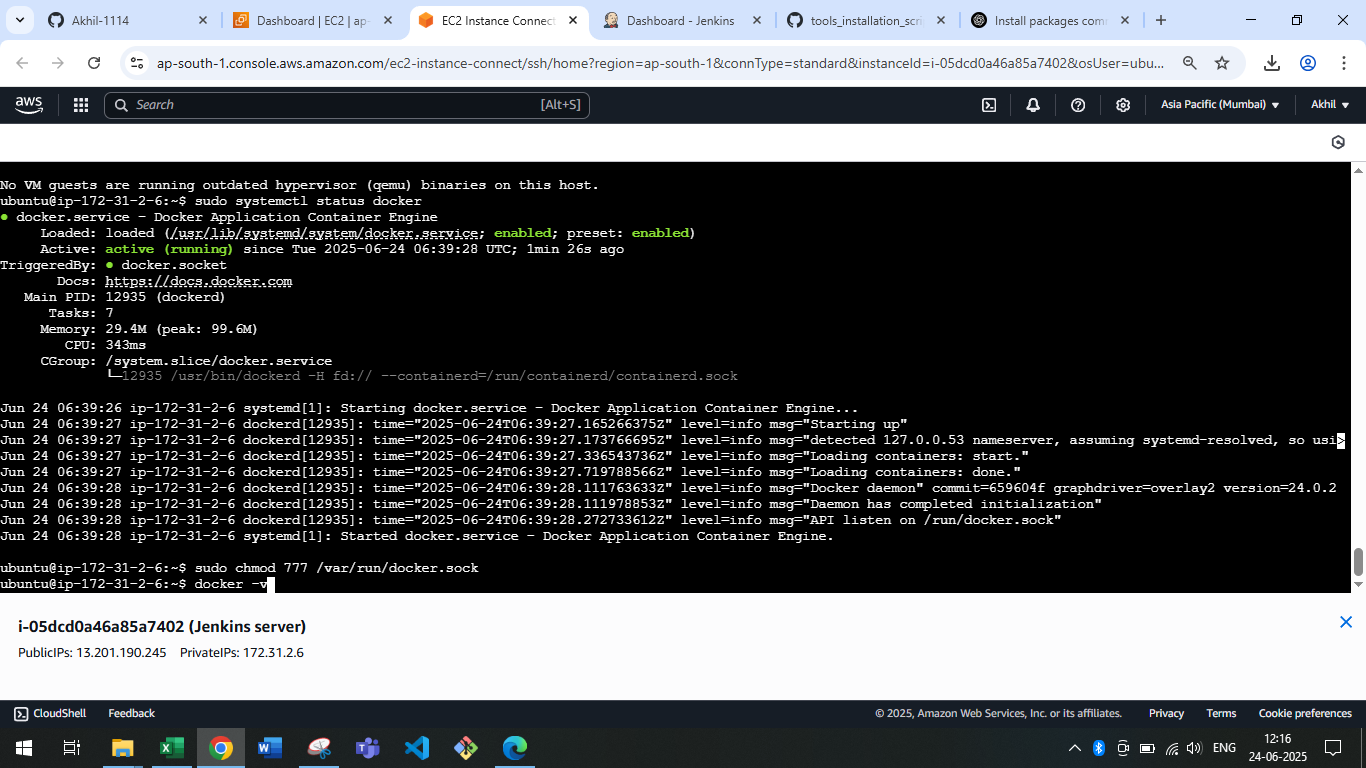 Akhil-1114
Dashboard | EC2 | ap-
EC2 Instance Connect
Dashboard - Jenkins
tools_installation_scri
Install packages com
ap-south-1.console.aws.amazon.com/ec2-instance-connect/ssh/home?region=ap-south-1&connType=standard&instanceId=i-05dcd0a46a85a7402&osUser=ubu...
aws
Search
[Alt+S]
Asia Pacific (Mumbai)
Akhil
No VM guests are running outdated hypervisor (qemu) binaries on this host.
ubuntu@ip-172-31-2-6:~$ sudo systemctl status docker
● docker.service - Docker Application Container Engine
Loaded: loaded (/usr/lib/systemd/system/docker.service; enabled; preset: enabled)
Active: active (running) since Tue 2025-06-24 06:39:28 UTC; 1min 26s ago
TriggeredBy: ● docker.socket
Docs: https://docs.docker.com
Main PID: 12935 (dockerd)
Tasks: 7
Memory: 29.4M (peak: 99.6M)
CPU: 343ms
CGroup: /system.slice/docker.service
└─12935 /usr/bin/dockerd -H fd:// --containerd=/run/containerd/containerd.sock
Jun 24 06:39:26 ip-172-31-2-6 systemd[1]: Starting docker.service - Docker Application Container Engine...
Jun 24 06:39:27 ip-172-31-2-6 dockerd[12935]: time="2025-06-24T06:39:27.165266375Z" level=info msg="Starting up"
Jun 24 06:39:27 ip-172-31-2-6 dockerd[12935]: time="2025-06-24T06:39:27.173766695Z" level=info msg="detected 127.0.0.53 nameserver, assuming systemd-resolved, so usi>
Jun 24 06:39:27 ip-172-31-2-6 dockerd[12935]: time="2025-06-24T06:39:27.336543736Z" level=info msg="Loading containers: start."
Jun 24 06:39:27 ip-172-31-2-6 dockerd[12935]: time="2025-06-24T06:39:27.719788566Z" level=info msg="Loading containers: done."
Jun 24 06:39:28 ip-172-31-2-6 dockerd[12935]: time="2025-06-24T06:39:28.111763633Z" level=info msg="Docker daemon" commit=659604f graphdriver=overlay2 version=24.0.2
Jun 24 06:39:28 ip-172-31-2-6 dockerd[12935]: time="2025-06-24T06:39:28.111978853Z" level=info msg="Daemon has completed initialization"
Jun 24 06:39:28 ip-172-31-2-6 dockerd[12935]: time="2025-06-24T06:39:28.272733612Z" level=info msg="API listen on /run/docker.sock"
Jun 24 06:39:28 ip-172-31-2-6 systemd[1]: Started docker.service - Docker Application Container Engine.
ubuntu@ip-172-31-2-6:~$ sudo chmod 777 /var/run/docker.sock
ubuntu@ip-172-31-2-6:~$ docker -v
i-05dcd0a46a85a7402 (Jenkins server)
PublicIPs: 13.201.190.245 PrivateIPs: 172.31.2.6
CloudShell
Feedback
© 2025, Amazon Web Services, Inc. or its affiliates.
Privacy
Terms
Cookie preferences
ENG
12:16
24-06-2025